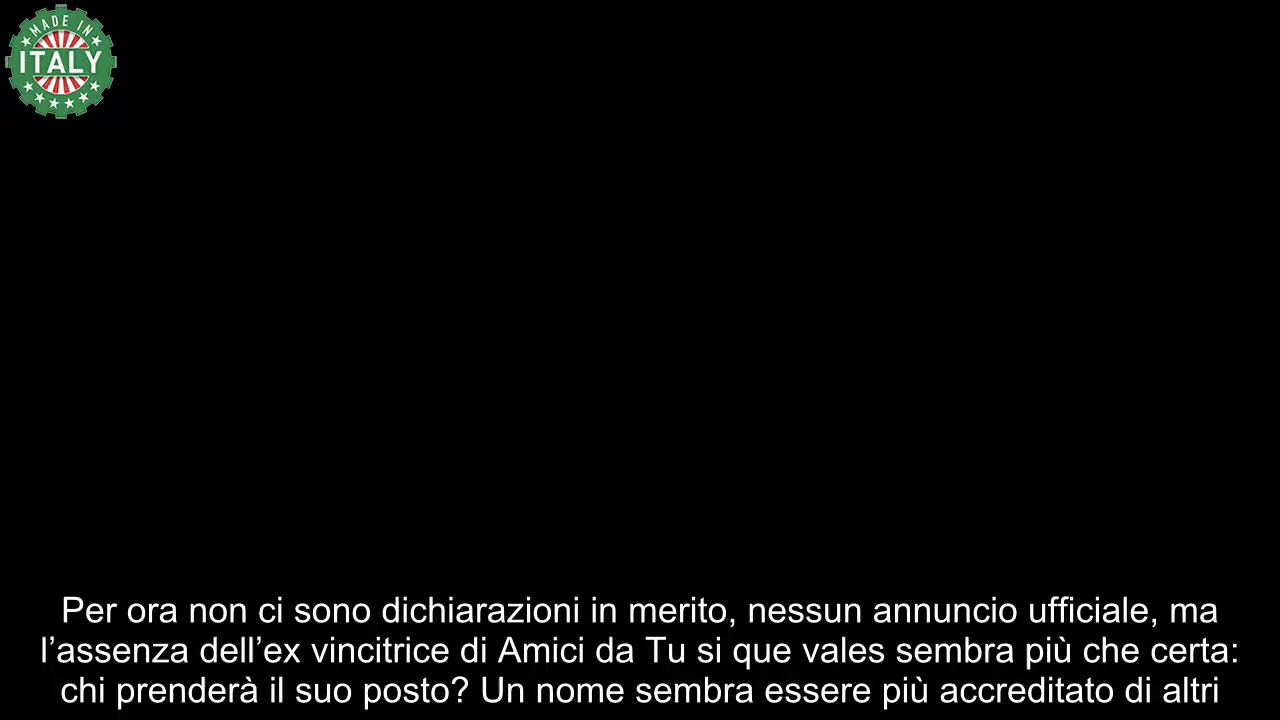 MADE IN
ITALY
Per ora non ci sono dichiarazioni in merito, nessun annuncio ufficiale, ma
l’assenza dell’ex vincitrice di Amici da Tu si que vales sembra più che certa:
chi prenderà il suo posto? Un nome sembra essere più accreditato di altri